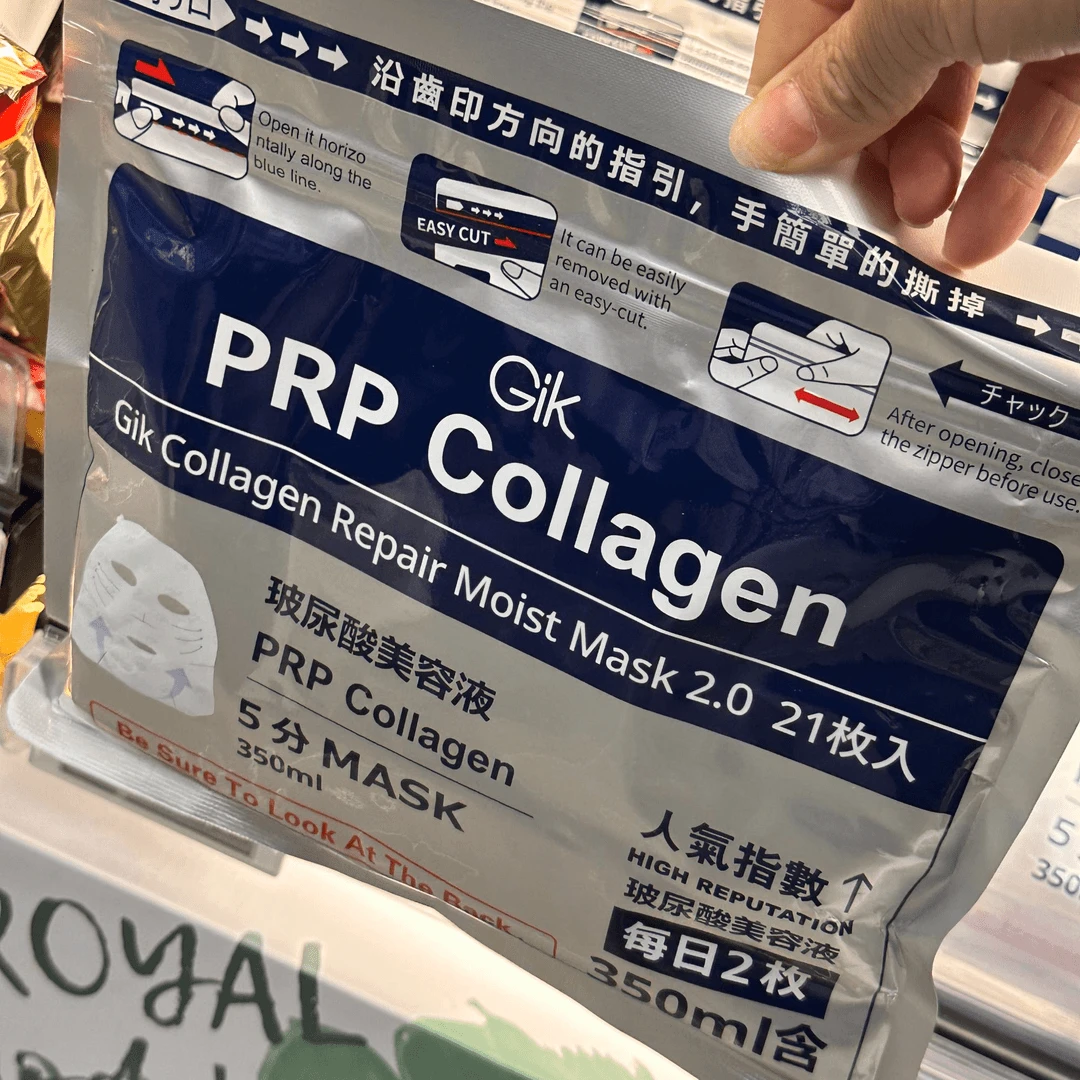 沿齒印方向的指引,手簡單的撕掉
Open it horizo
ntally along the
blue line.
EASY CUT
It can be easily
removed with
an easy-cut.
チャック
After opening, close
the zipper before use.
Gik
PRP Collagen
Gik Collagen Repair Moist Mask 2.0 21枚入
玻尿酸美容液
PRP Collagen
5分 MASK
350ml
Be Sure To Look At The Back
人氣指數↑
HIGH REPUTATION
玻尿酸美容液
每日2枚
350ml含
ROYAL
5
350